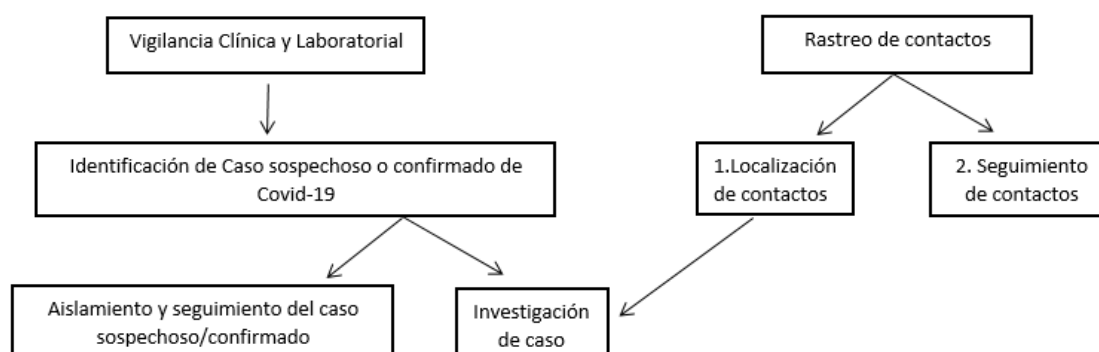 Vigilancia Clínica y Laboratorial
Rastreo de contactos
Identificación de Caso sospechoso o confirmado de
Covid-19
1.Localización
de contactos
2. Seguimiento
de contactos
Aislamiento y seguimiento del caso
sospechoso/confirmado
Investigación
de caso